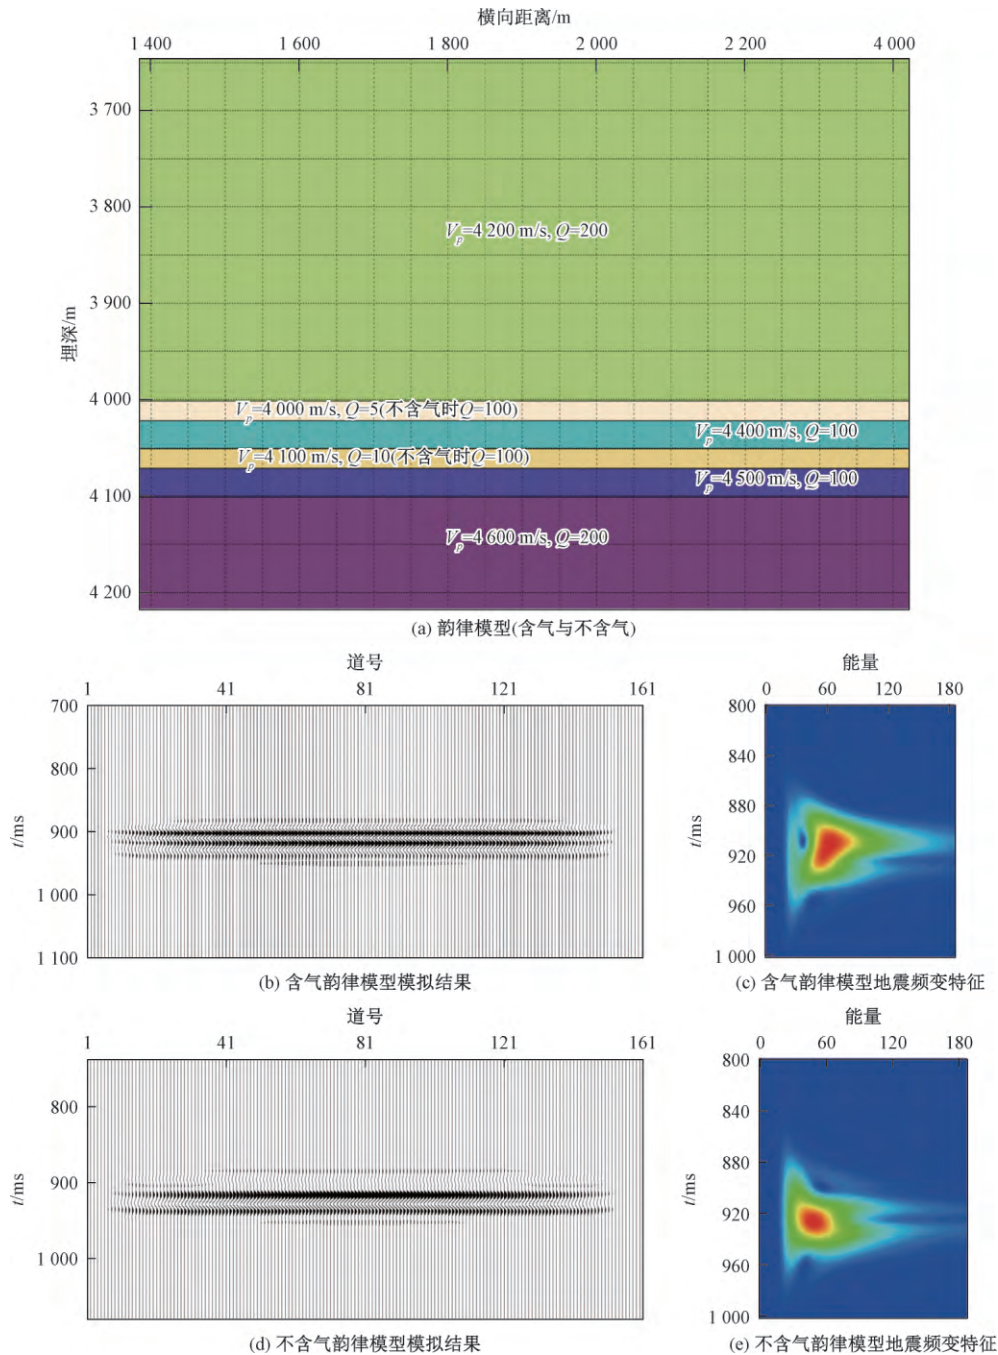 横向距离/m
1 400 1 600 1 800 2 000 2 200 4 000
埋深/m
3 700
3 800
V_p=4 200 m/s, Q=200
3 900
4 000
V_p=4 000 m/s, Q=5(不含气时Q=100)
V_p=4 400 m/s, Q=100
V_p=4 100 m/s, Q=10(不含气时Q=100)
V_p=4 500 m/s, Q=100
4 100
V_p=4 600 m/s, Q=200
4 200
(a) 韵律模型(含气与不含气)
道号
1 41 81 121 161
t/ms
700
800
900
1 000
1 100
(b) 含气韵律模型模拟结果
能量
0 60 120 180
t/ms
800
840
880
920
960
1 000
(c) 含气韵律模型地震频变特征
道号
1 41 81 121 161
t/ms
800
900
1 000
(d) 不含气韵律模型模拟结果
能量
0 60 120 180
t/ms
800
840
880
920
960
1 000
(e) 不含气韵律模型地震频变特征